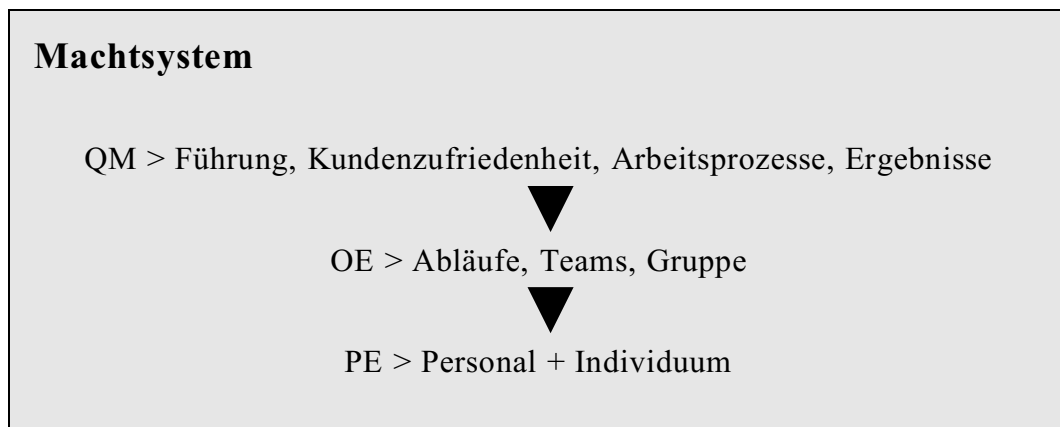 Machtsystem
QM > Führung, Kundenzufriedenheit, Arbeitsprozesse, Ergebnisse
OE > Abläufe, Teams, Gruppe
PE > Personal + Individuum